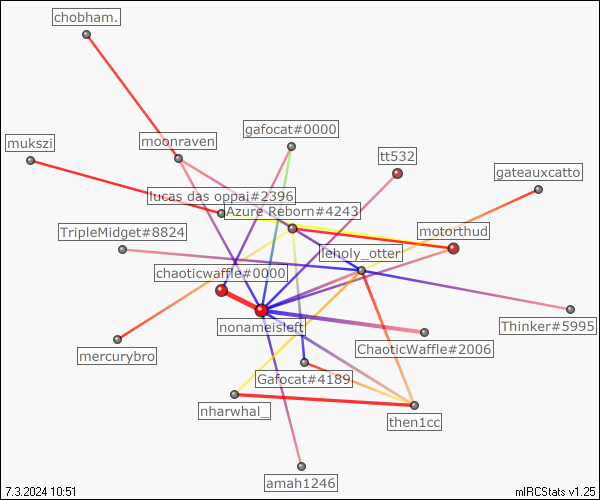 chobham.
gafocat#0000
mukszi
moonraven
tt532
gateauxcatto
lucas das oppai#2396
Azure Reborn#4243
TripleMidget#8824
motorthud
leholy_otter
chaoticwaffle#0000
nonameisleft
Thinker#5995
mercurybro
ChaoticWaffle#2006
Gafocat#4189
nharwhal_
then1cc
amah1246
7.3.2024 10:51
mIRCStats v1.25